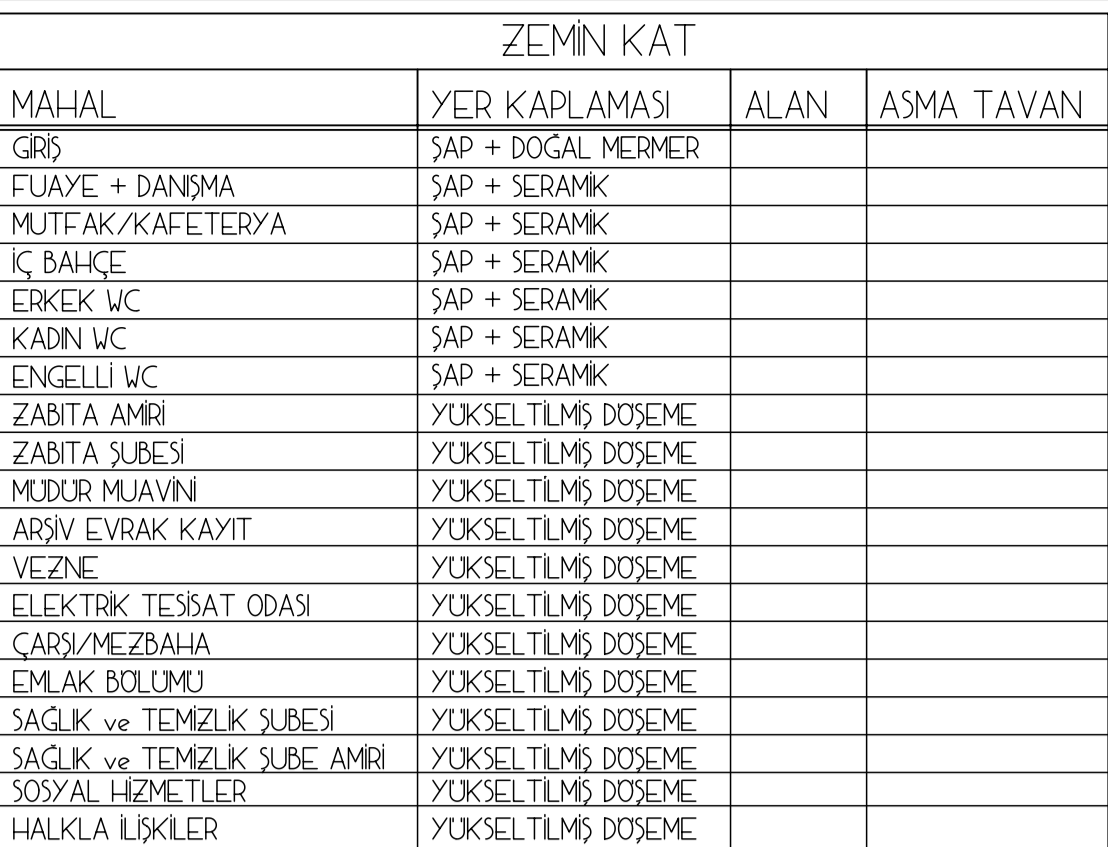 ZEMİN KAT
MAHAL YER KAPLAMASI ALAN ASMA TAVAN
GİRİŞ ŞAP + DOĞAL MERMER
FUAYE + DANIŞMA ŞAP + SERAMİK
MUTFAK/KAFETERYA ŞAP + SERAMİK
İÇ BAHÇE ŞAP + SERAMİK
ERKEK WC ŞAP + SERAMİK
KADIN WC ŞAP + SERAMİK
ENGELLİ WC ŞAP + SERAMİK
ZABITA AMİRİ YÜKSELTİLMİŞ DÖŞEME
ZABITA ŞUBESİ YÜKSELTİLMİŞ DÖŞEME
MÜDÜR MUAVİNİ YÜKSELTİLMİŞ DÖŞEME
ARŞİV EVRAK KAYIT YÜKSELTİLMİŞ DÖŞEME
VEZNE YÜKSELTİLMİŞ DÖŞEME
ELEKTRİK TESİSAT ODASI YÜKSELTİLMİŞ DÖŞEME
ÇARŞI/MEZBAHA YÜKSELTİLMİŞ DÖŞEME
EMLAK BÖLÜMÜ YÜKSELTİLMİŞ DÖŞEME
SAĞLIK ve TEMİZLİK ŞUBESİ YÜKSELTİLMİŞ DÖŞEME
SAĞLIK ve TEMİZLİK ŞUBE AMİRİ YÜKSELTİLMİŞ DÖŞEME
SOSYAL HİZMETLER YÜKSELTİLMİŞ DÖŞEME
HALKLA İLİŞKİLER YÜKSELTİLMİŞ DÖŞEME